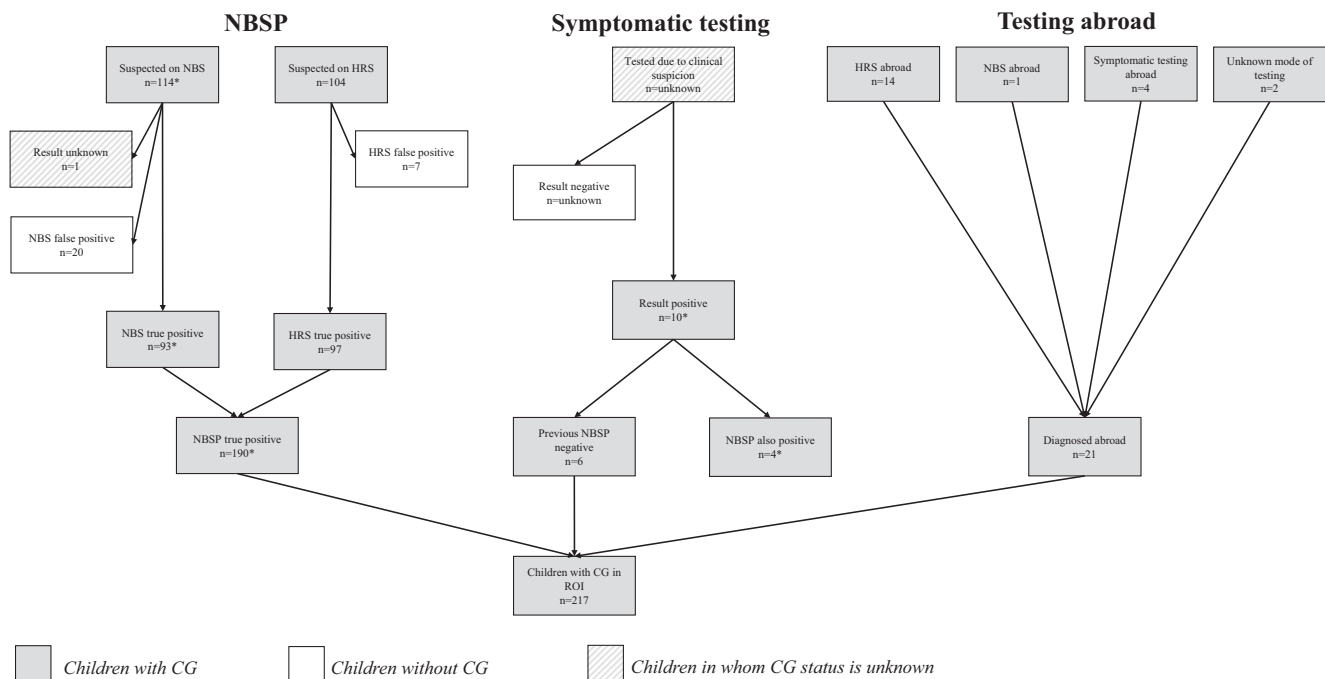 NBSP
Symptomatic testing
Testing abroad
Suspected on NBS
n=114*
Suspected on HRS
n=104
Tested due to clinical
suspicion
n=unknown
HRS abroad
n=14
NBS abroad
n=1
Symptomatic testing
abroad
n=4
Unknown mode of
testing
n=2
Result unknown
n=1
HRS false positive
n=7
Result negative
n=unknown
NBS false positive
n=20
NBS true positive
n=93*
HRS true positive
n=97
Result positive
n=10*
NBSP true positive
n=190*
Previous NBSP
negative
n=6
NBSP also positive
n=4*
Diagnosed abroad
n=21
Children with CG in
ROI
n=217
Children with CG
Children without CG
Children in whom CG status is unknown